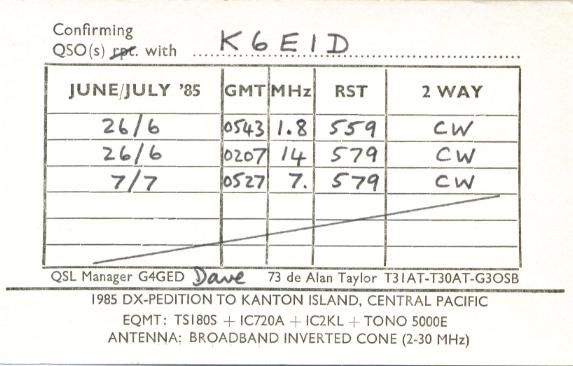 Confirming
QSO(s) rpt. with K6EID
JUNE/JULY '85 GMT MHz RST 2 WAY
26/6 0543 1.8 559 CW
26/6 0207 14 579 CW
7/7 0527 7. 579 CW
QSL Manager G4GED Dave 73 de Alan Taylor T31AT-T30AT-G3OSB
1985 DX-PEDITION TO KANTON ISLAND, CENTRAL PACIFIC
EQMT: TS180S + IC720A + IC2KL + TONO 5000E
ANTENNA: BROADBAND INVERTED CONE (2-30 MHz)